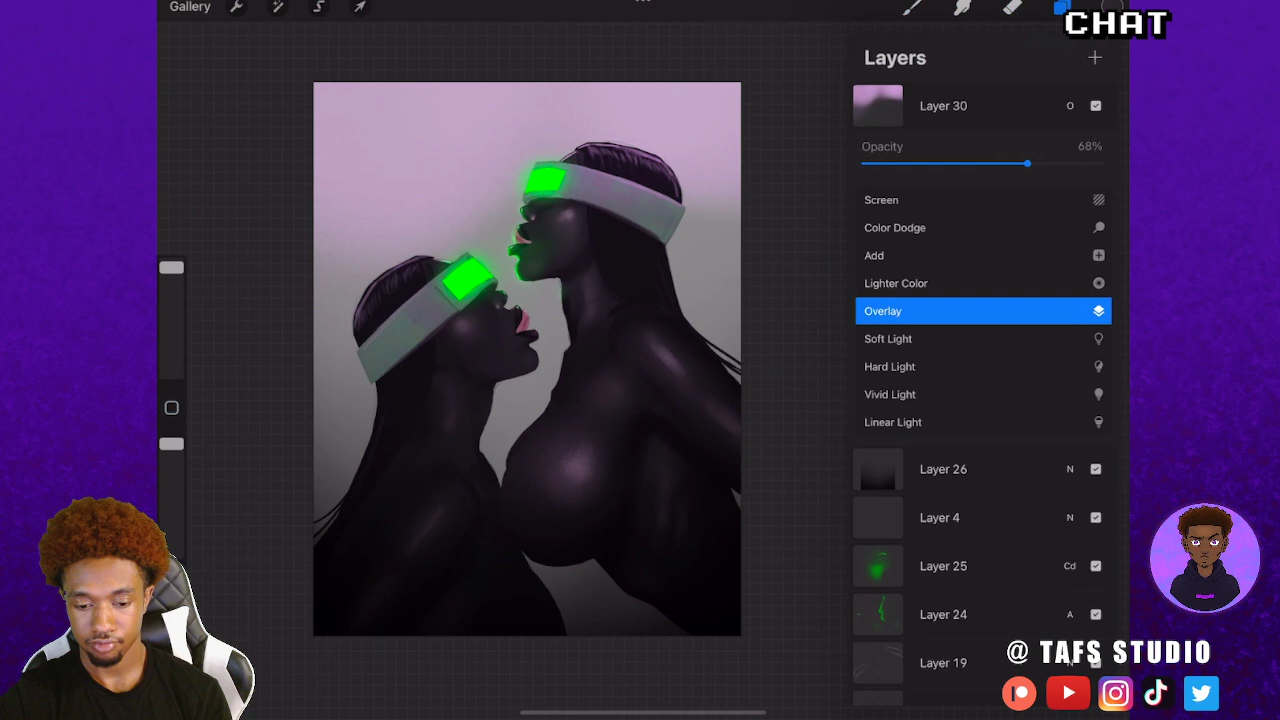 Gallery
CHAT
Layers
Layer 30 O
Opacity 68%
Screen
Color Dodge
Add
Lighter Color
Overlay
Soft Light
Hard Light
Vivid Light
Linear Light
Layer 26 N
Layer 4 N
Layer 25 Cd
Layer 24 A
Layer 19
@ TAFS STUDIO